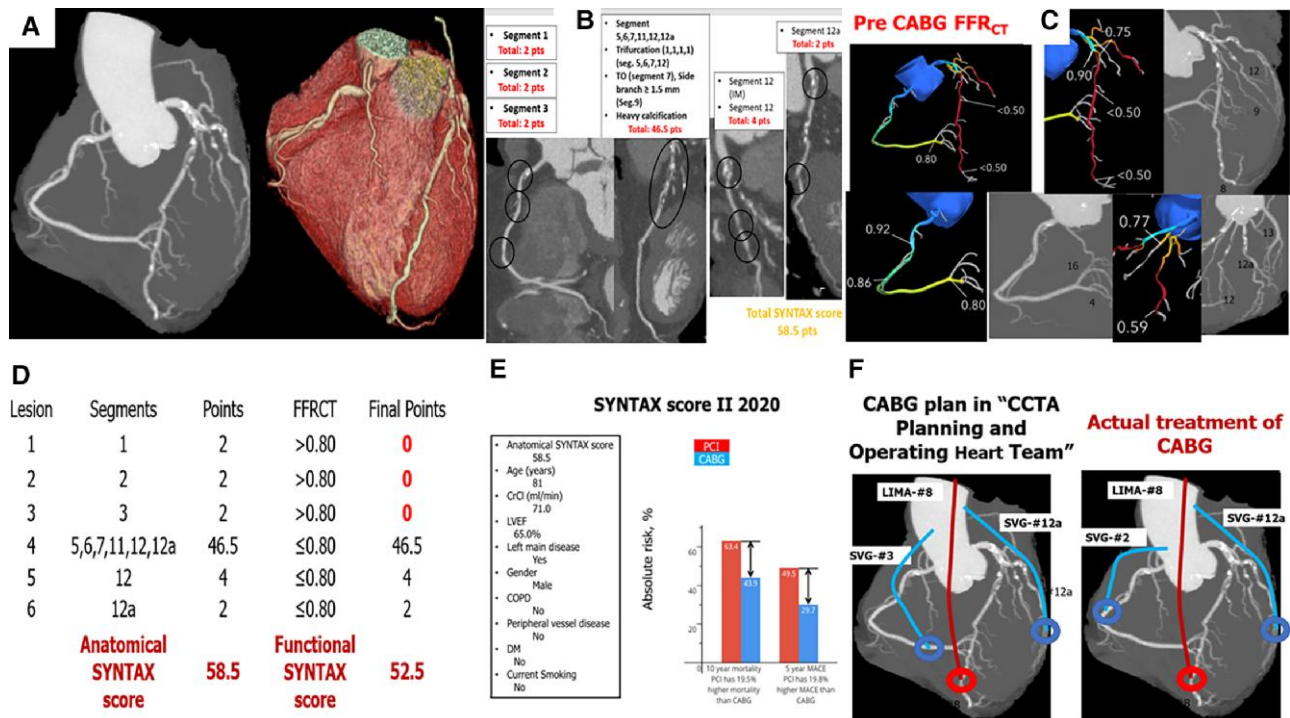 A
B
• Segment 1
Total: 2 pts
• Segment 2
Total: 2 pts
• Segment 3
Total: 2 pts
• Segment
5,6,7,11,12,12a
• Trifurcation (1,1,1,1)
(seg. 5,6,7,12)
• TO (segment 7), Side
branch ≥ 1.5 mm
(Seg.9)
• Heavy calcification
Total: 46.5 pts
• Segment 12
(IM)
• Segment 12
Total: 4 pts
• Segment 12a
Total: 2 pts
Total SYNTAX score
58.5 pts
Pre CABG FFRCT
<0.50
0.80
<0.50
0.92
0.86
0.80
C
0.75
0.90
<0.50
<0.50
12
9
8
16
4
0.77
0.59
13
12a
12
D
Lesion Segments Points FFRCT Final Points
1 1 2 >0.80 0
2 2 2 >0.80 0
3 3 2 >0.80 0
4 5,6,7,11,12,12a 46.5 ≤0.80 46.5
5 12 4 ≤0.80 4
6 12a 2 ≤0.80 2
Anatomical SYNTAX score 58.5 Functional SYNTAX score 52.5
E
SYNTAX score II 2020
• Anatomical SYNTAX score
58.5
• Age (years)
81
• CrCl (ml/min)
71.0
• LVEF
65.0%
• Left main disease
Yes
• Gender
Male
• COPD
No
• Peripheral vessel disease
No
• DM
No
• Current Smoking
No
PCI
CABG
Absolute risk, %
60
40
20
0
63.4
43.9
49.5
29.7
10 year mortality
PCI has 19.5%
higher mortality
than CABG
5 year MACE
PCI has 19.8%
higher MACE than
CABG
F
CABG plan in “CCTA
Planning and
Operating Heart Team”
LIMA-#8
SVG-#12a
SVG-#3
#12a
8
Actual treatment of
CABG
LIMA-#8
SVG-#12a
SVG-#2
8